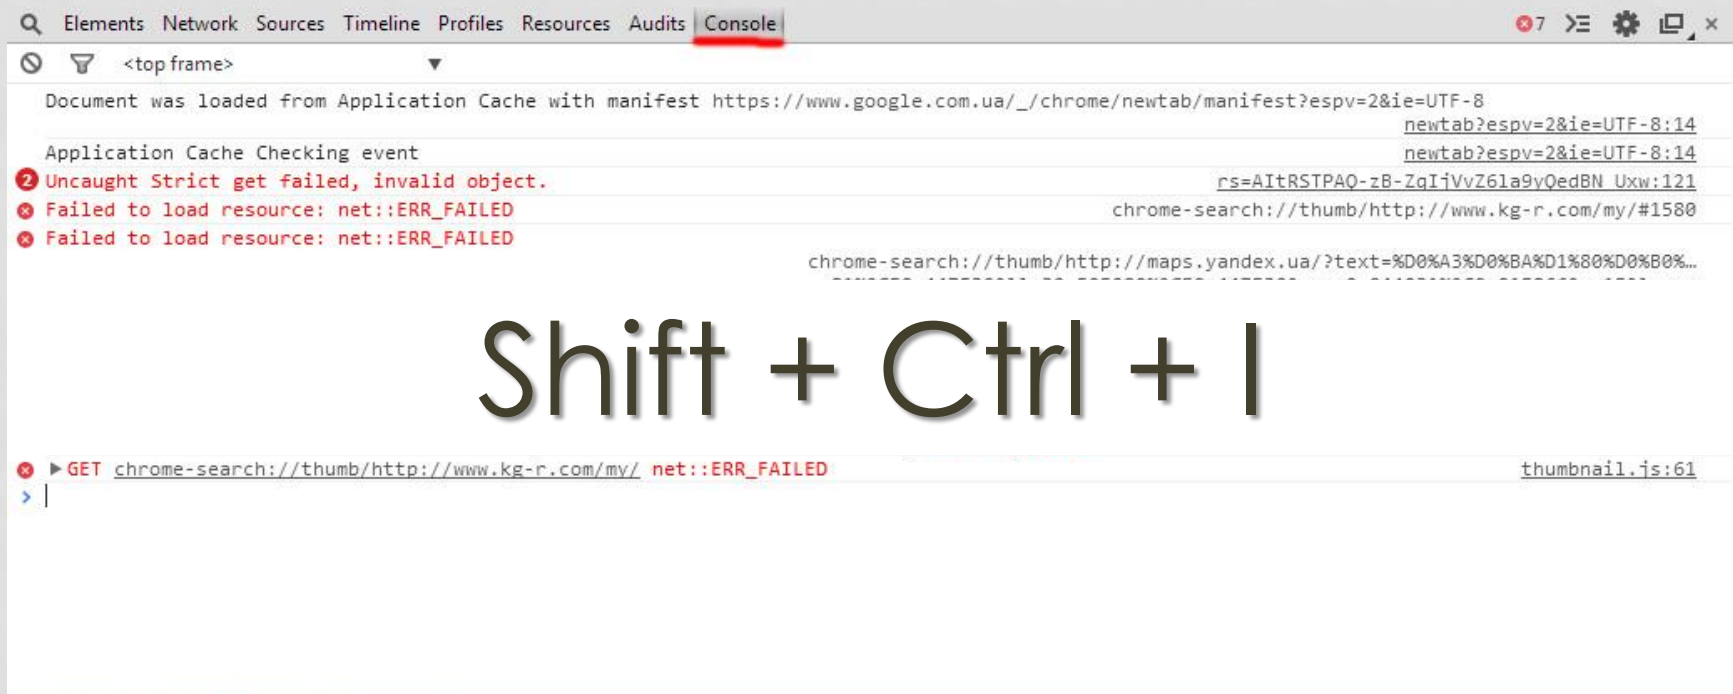 Elements Network Sources Timeline Profiles Resources Audits Console 7
<top frame>
Document was loaded from Application Cache with manifest https://www.google.com.ua/_/chrome/newtab/manifest?espv=2&ie=UTF-8
newtab?espv=2&ie=UTF-8:14
Application Cache Checking event newtab?espv=2&ie=UTF-8:14
2 Uncaught Strict get failed, invalid object. rs=AItRSTPAQ-zB-ZqIjVvZ6la9yQedBN_Uxw:121
Failed to load resource: net::ERR_FAILED chrome-search://thumb/http://www.kg-r.com/my/#1580
Failed to load resource: net::ERR_FAILED
chrome-search://thumb/http://maps.yandex.ua/?text=%D0%A3%D0%BA%D1%80%D0%B0%…
Shift + Ctrl + I
GET chrome-search://thumb/http://www.kg-r.com/my/ net::ERR_FAILED thumbnail.js:61
>